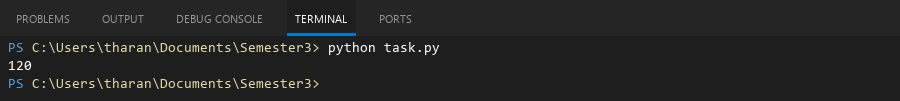 PROBLEMS OUTPUT DEBUG CONSOLE TERMINAL PORTS
PS C:\Users\tharan\Documents\Semester3> python task.py
120
PS C:\Users\tharan\Documents\Semester3>